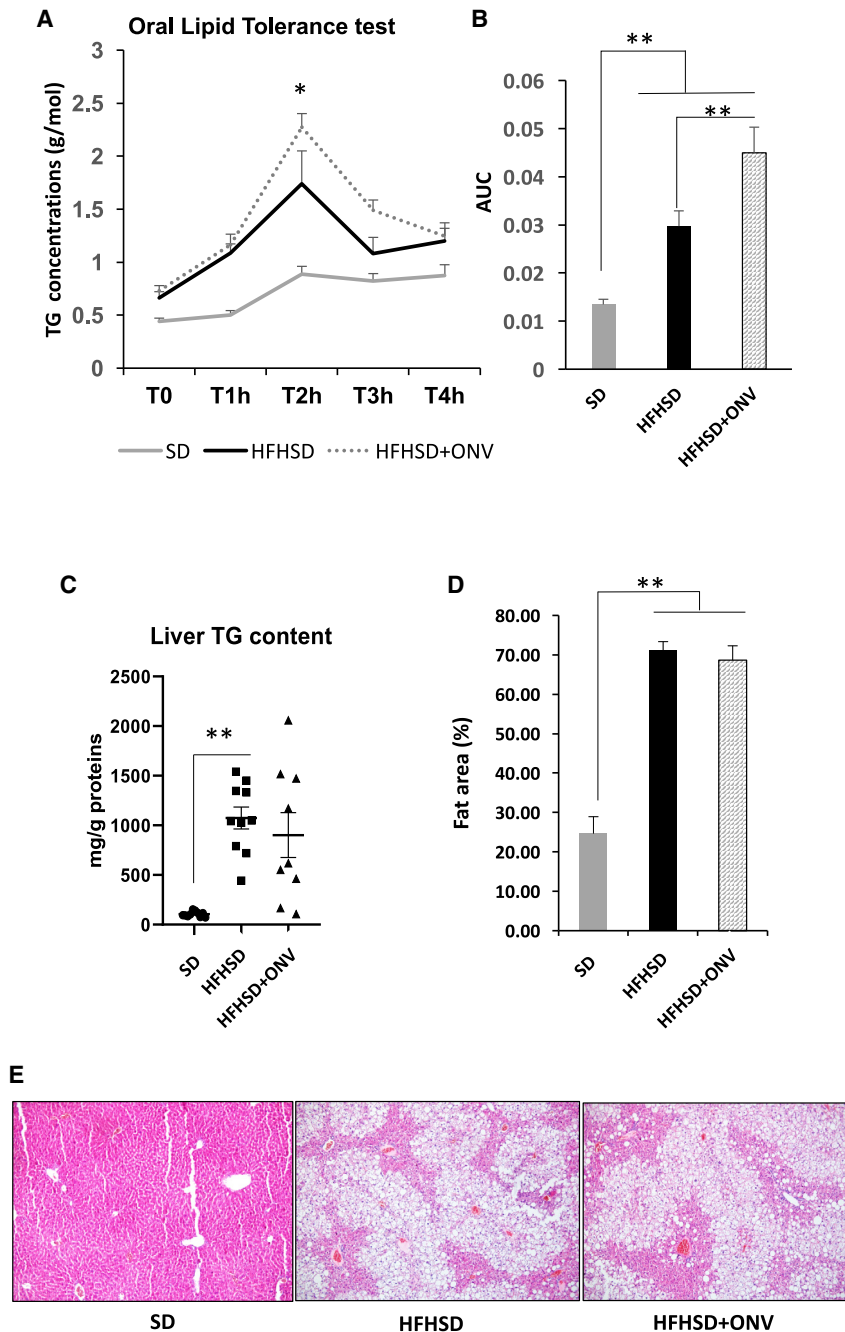 A
Oral Lipid Tolerance test
TG concentrations (g/mol)
3
2.5
2
1.5
1
0.5
0
*
T0 T1h T2h T3h T4h
SD HFHSD HFHSD+ONV
B
AUC
0.06
0.05
0.04
0.03
0.02
0.01
0
**
**
SD HFHSD HFHSD+ONV
C
Liver TG content
mg/g proteins
2500
2000
1500
1000
500
0
**
SD HFHSD HFHSD+ONV
D
Fat area (%)
80.00
70.00
60.00
50.00
40.00
30.00
20.00
10.00
0.00
**
SD HFHSD HFHSD+ONV
E
SD HFHSD HFHSD+ONV